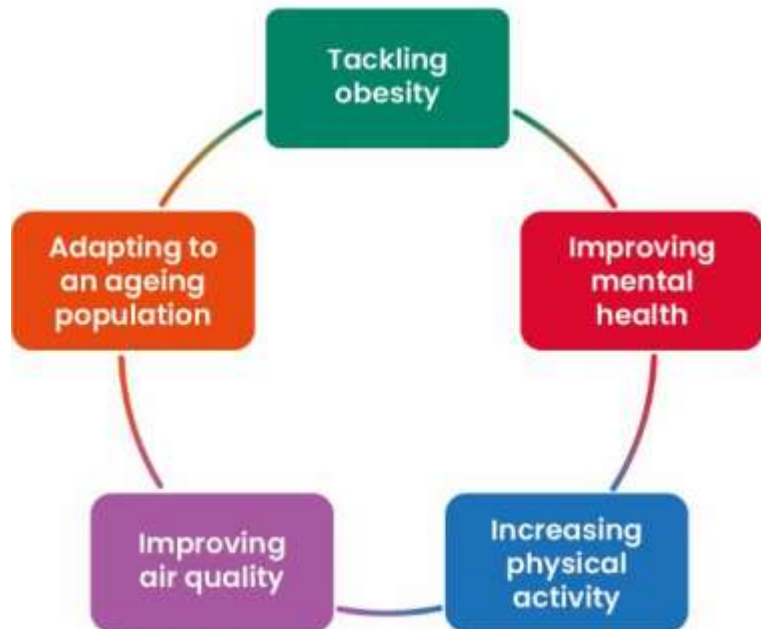 Tackling
obesity
Improving
mental
health
Increasing
physical
activity
Improving
air quality
Adapting to
an ageing
population